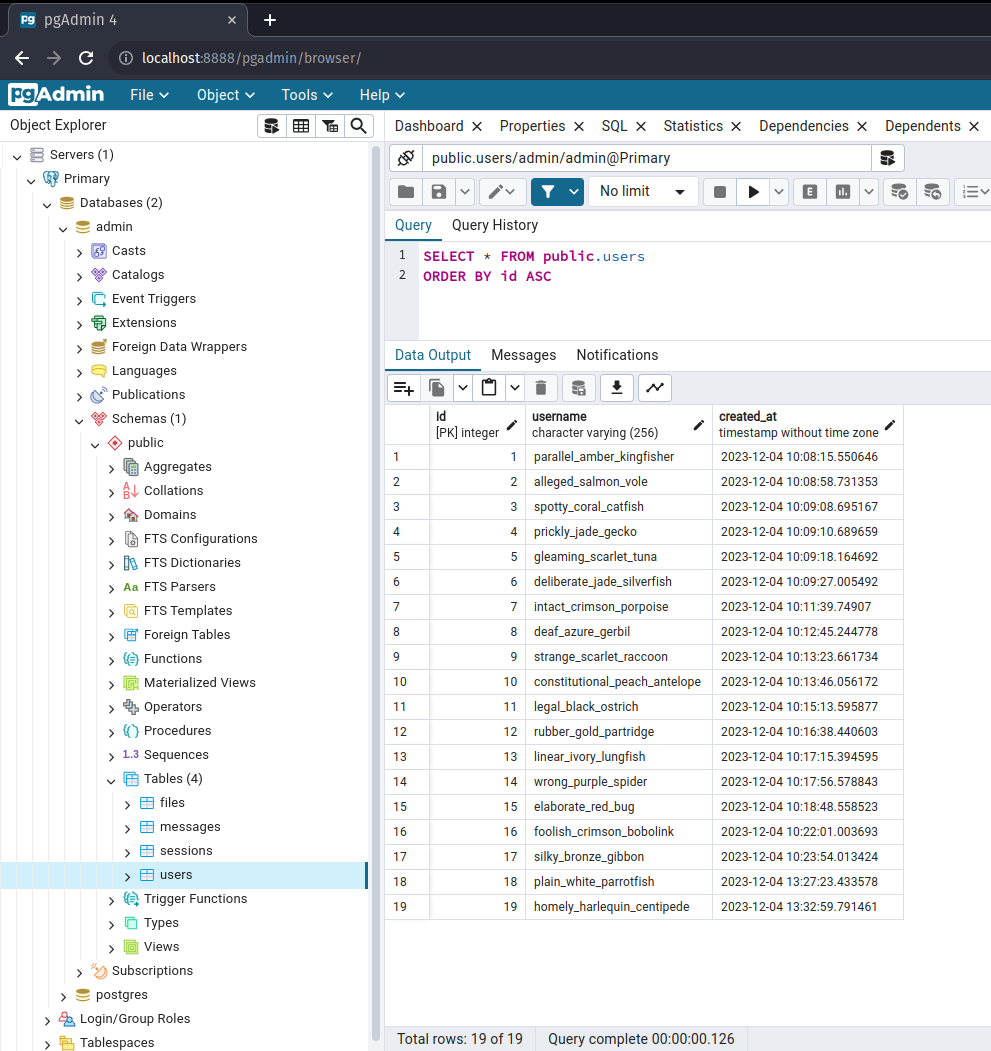 pgAdmin 4
localhost:8888/pgadmin/browser/
pgAdmin File Object Tools Help
Object Explorer
Servers (1)
Primary
Databases (2)
admin
Casts
Catalogs
Event Triggers
Extensions
Foreign Data Wrappers
Languages
Publications
Schemas (1)
public
Aggregates
Collations
Domains
FTS Configurations
FTS Dictionaries
Aa FTS Parsers
FTS Templates
Foreign Tables
Functions
Materialized Views
Operators
Procedures
1.3 Sequences
Tables (4)
files
messages
sessions
users
Trigger Functions
Types
Views
Subscriptions
postgres
Login/Group Roles
Tablespaces
Dashboard Properties SQL Statistics Dependencies Dependents
public.users/admin/admin@Primary
No limit E
Query Query History
1 SELECT * FROM public.users
2 ORDER BY id ASC
Data Output Messages Notifications
id username created_at
[PK] integer character varying (256) timestamp without time zone
1 1 parallel_amber_kingfisher 2023-12-04 10:08:15.550646
2 2 alleged_salmon_vole 2023-12-04 10:08:58.731353
3 3 spotty_coral_catfish 2023-12-04 10:09:08.695167
4 4 prickly_jade_gecko 2023-12-04 10:09:10.689659
5 5 gleaming_scarlet_tuna 2023-12-04 10:09:18.164692
6 6 deliberate_jade_silverfish 2023-12-04 10:09:27.005492
7 7 intact_crimson_porpoise 2023-12-04 10:11:39.74907
8 8 deaf_azure_gerbil 2023-12-04 10:12:45.244778
9 9 strange_scarlet_raccoon 2023-12-04 10:13:23.661734
10 10 constitutional_peach_antelope 2023-12-04 10:13:46.056172
11 11 legal_black_ostrich 2023-12-04 10:15:13.595877
12 12 rubber_gold_partridge 2023-12-04 10:16:38.440603
13 13 linear_ivory_lungfish 2023-12-04 10:17:15.394595
14 14 wrong_purple_spider 2023-12-04 10:17:56.578843
15 15 elaborate_red_bug 2023-12-04 10:18:48.558523
16 16 foolish_crimson_bobolink 2023-12-04 10:22:01.003693
17 17 silky_bronze_gibbon 2023-12-04 10:23:54.013424
18 18 plain_white_parrotfish 2023-12-04 13:27:23.433578
19 19 homely_harlequin_centipede 2023-12-04 13:32:59.791461
Total rows: 19 of 19 Query complete 00:00:00.126